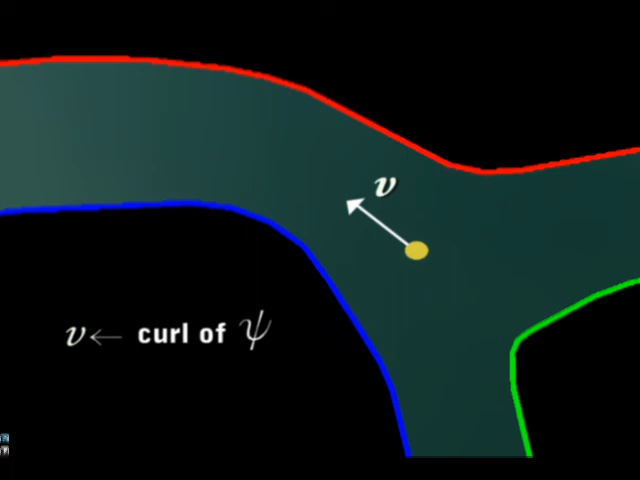 v
v← curl of ψ